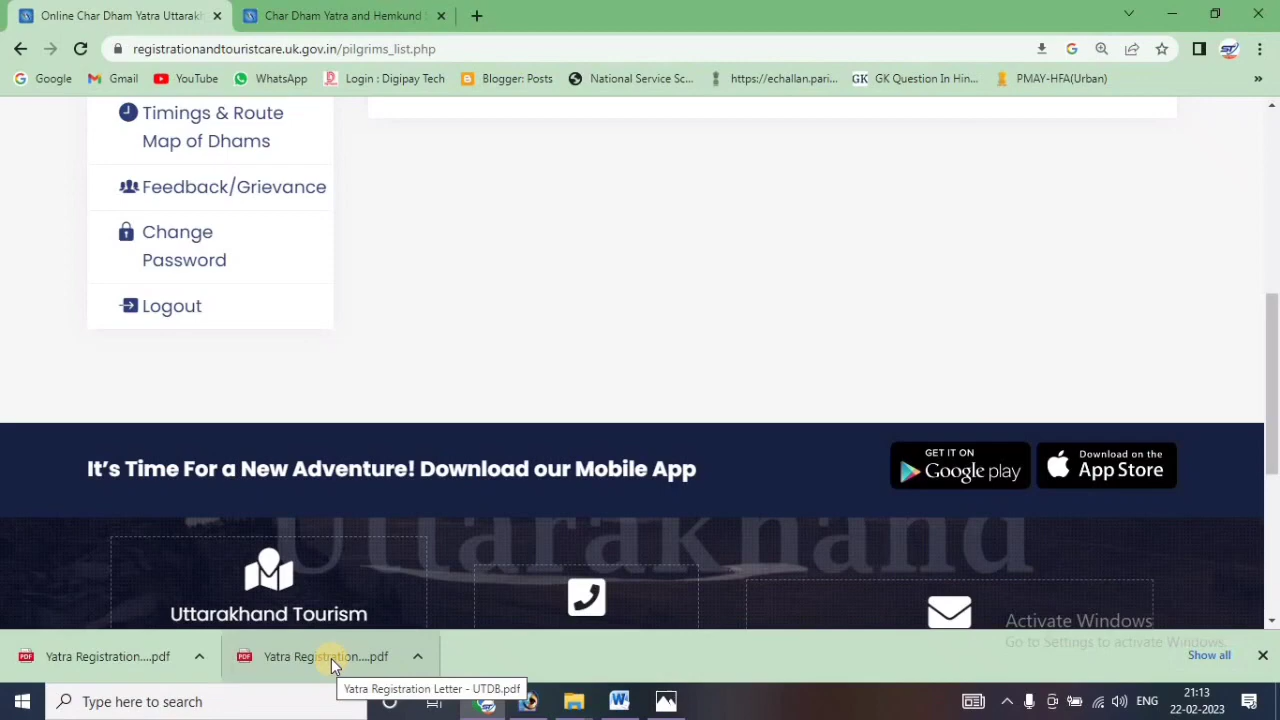 Online Char Dham Yatra Uttarakh
Char Dham Yatra and Hemkund S
registrationandtouristcare.uk.gov.in/pilgrims_list.php
Google
Gmail
YouTube
WhatsApp
Login : Digipay Tech
Blogger: Posts
National Service Sc...
https://echallan.pari...
GK GK Question In Hin...
PMAY-HFA(Urban)
»
Timings & Route
Map of Dhams
Feedback/Grievance
Change
Password
Logout
It's Time For a New Adventure! Download our Mobile App
GET IT ON
Google play
Download on the
App Store
Uttarakhand
Uttarakhand Tourism
Activate Windows
Go to Settings to activate Windows.
PDF Yatra Registration....pdf
PDF Yatra Registration....pdf
Show all
Yatra Registration Letter - UTDB.pdf
Type here to search
ENG
21:13
22-02-2023